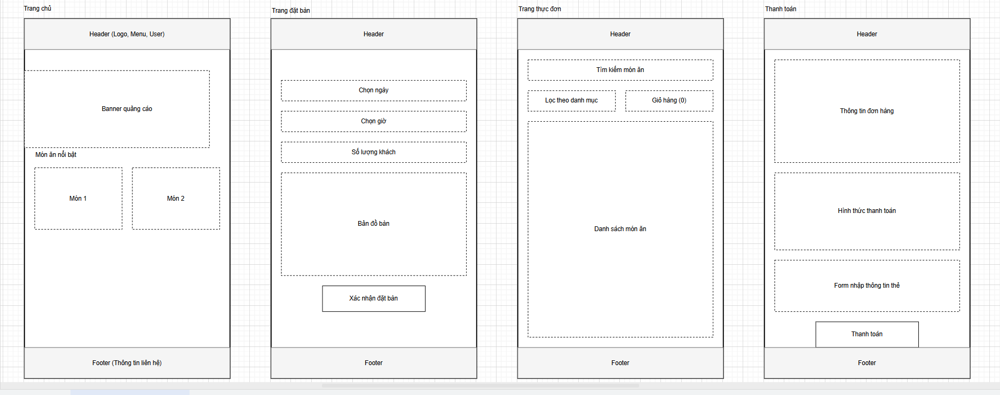 Trang chủ
Header (Logo, Menu, User)
Banner quảng cáo
Món ăn nổi bật
Món 1
Món 2
Footer (Thông tin liên hệ)
Trang đặt bàn
Header
Chọn ngày
Chọn giờ
Số lượng khách
Bản đồ bàn
Xác nhận đặt bàn
Footer
Trang thực đơn
Header
Tìm kiếm món ăn
Lọc theo danh mục
Giỏ hàng (0)
Danh sách món ăn
Footer
Thanh toán
Header
Thông tin đơn hàng
Hình thức thanh toán
Form nhập thông tin thẻ
Thanh toán
Footer